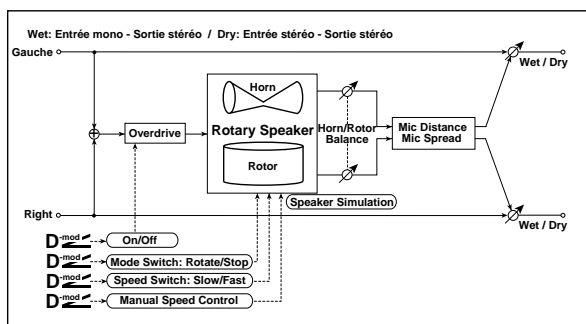 Wet: Entrée mono - Sortie stéréo / Dry: Entrée stéréo - Sortie stéréo
Gauche
Wet / Dry
Horn
Overdrive
Rotary Speaker
Horn/Rotor
Balance
Mic Distance
Mic Spread
Rotor
Speaker Simulation
Right
Wet / Dry
D-mod
On/Off
D-mod
Mode Switch: Rotate/Stop
D-mod
Speed Switch: Slow/Fast
D-mod
Manual Speed Control